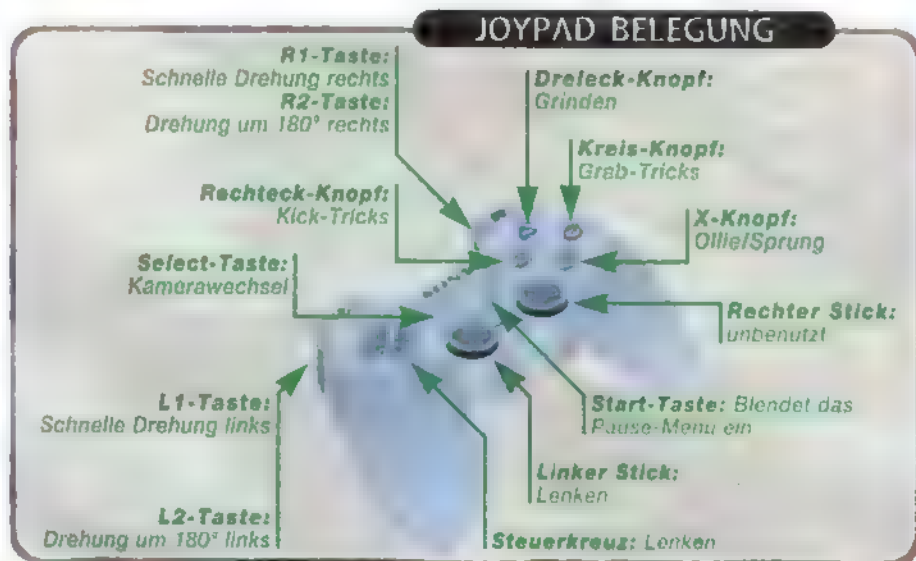 JOYPAD BELEGUNG
R1-Taste:
Schnelle Drehung rechts
R2-Taste:
Drehung um 180° rechts
Dreieck-Knopf:
Grinden
Kreis-Knopf:
Grab-Tricks
Rechteck-Knopf:
Kick-Tricks
X-Knopf:
Ollie/Sprung
Select-Taste:
Kamerawechsel
Rechter Stick:
unbenutzt
L1-Taste:
Schnelle Drehung links
Start-Taste: Blendet das
Pause-Menu ein
Linker Stick:
Lenken
L2-Taste:
Drehung um 180° links
Steuerkreuz: Lenken